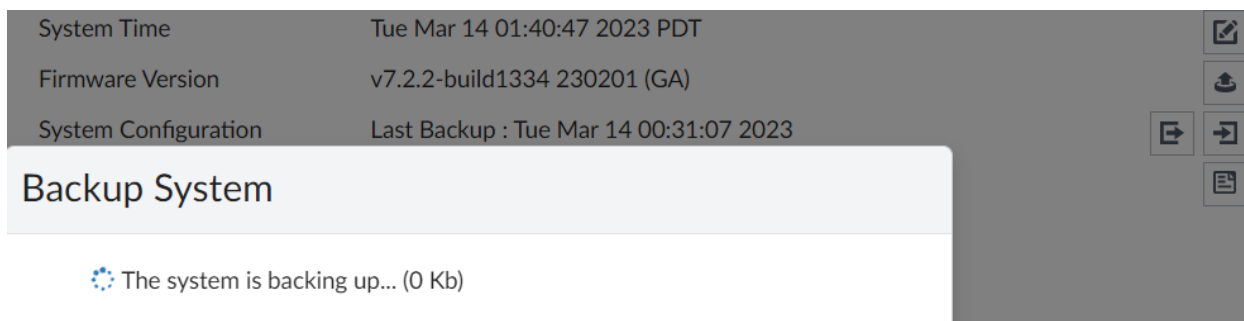 System Time Tue Mar 14 01:40:47 2023 PDT
Firmware Version v7.2.2-build1334 230201 (GA)
System Configuration Last Backup : Tue Mar 14 00:31:07 2023
Backup System
The system is backing up... (0 Kb)